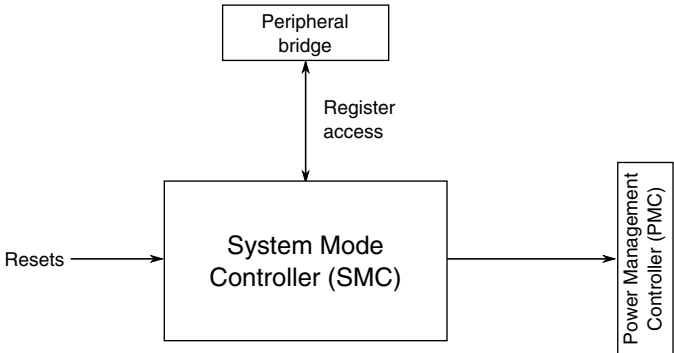 Peripheral
bridge
Register
access
Resets
System Mode
Controller (SMC)
Power Management
Controller (PMC)